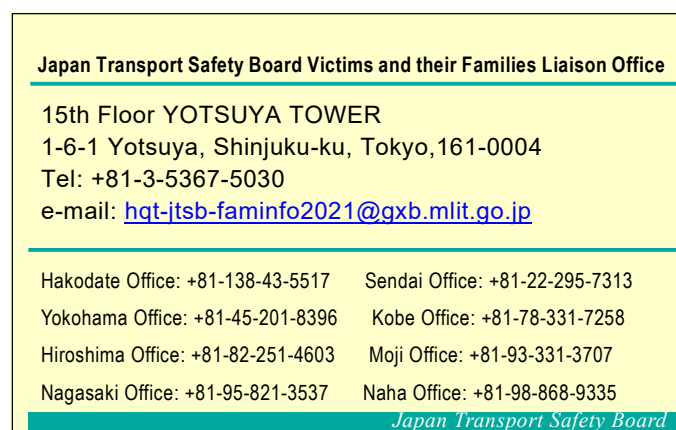 Japan Transport Safety Board Victims and their Families Liaison Office
15th Floor YOTSUYA TOWER
1-6-1 Yotsuya, Shinjuku-ku, Tokyo,161-0004
Tel: +81-3-5367-5030
e-mail: hqt-jtsb-faminfo2021@gxb.mlit.go.jp
Hakodate Office: +81-138-43-5517 Sendai Office: +81-22-295-7313
Yokohama Office: +81-45-201-8396 Kobe Office: +81-78-331-7258
Hiroshima Office: +81-82-251-4603 Moji Office: +81-93-331-3707
Nagasaki Office: +81-95-821-3537 Naha Office: +81-98-868-9335
Japan Transport Safety Board